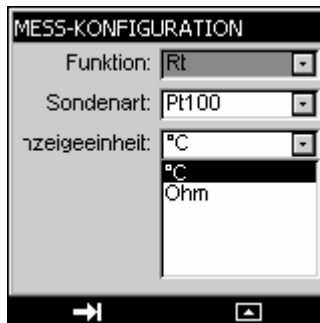 MESS-KONFIGURATION
Funktion: Rt
Sondenart: Pt100
nzeigeeinheit: °C
°C
Ohm